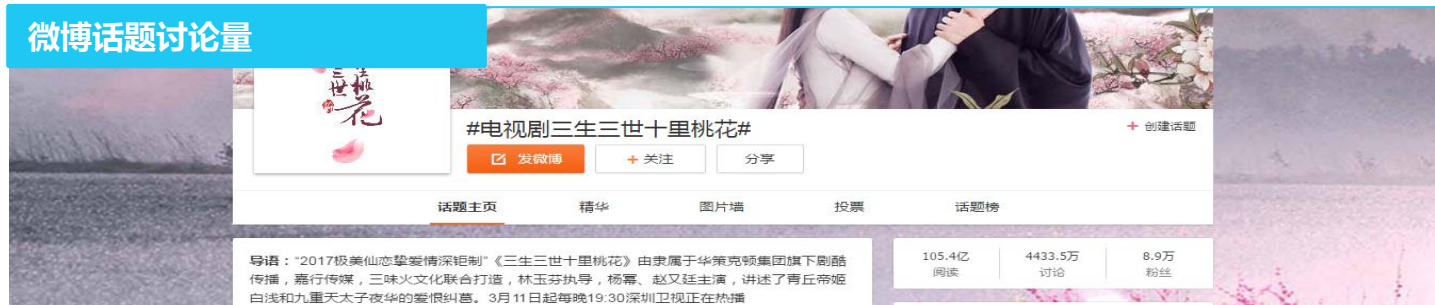 微博话题讨论量
三世
桃
花
#电视剧三生三世十里桃花#
+ 创建话题
发微博
+ 关注
分享
话题主页 精华 图片墙 投票 话题榜
导语："2017极美仙恋挚爱情深钜制"《三生三世十里桃花》由隶属于华策克顿集团旗下剧酷
传播，嘉行传媒，三味火文化联合打造，林玉芬执导，杨幂、赵又廷主演，讲述了青丘帝姬
白浅和九重天太子夜华的爱恨纠葛。3月11日起每晚19:30深圳卫视正在热播
105.4亿 4433.5万 8.9万
阅读 讨论 粉丝